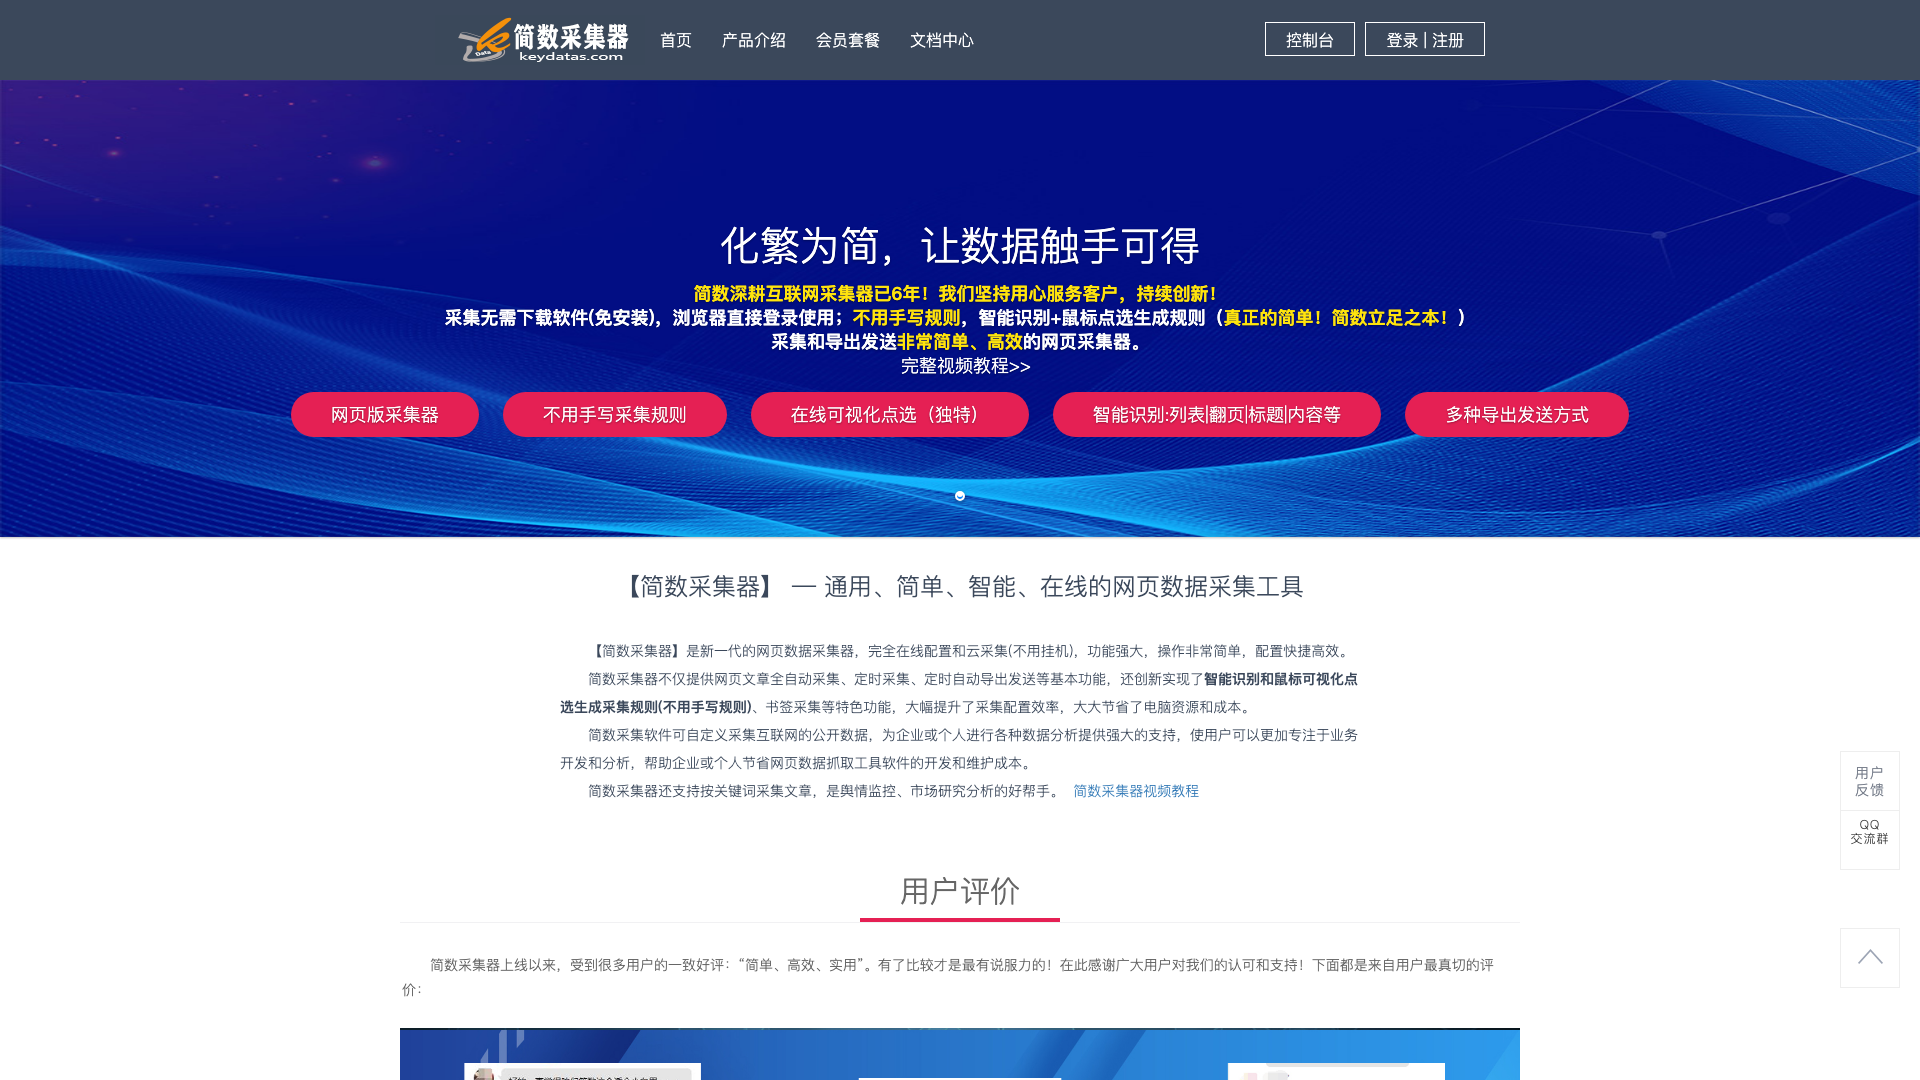 简数采集器
Data
keydatas.com
首页
产品介绍
会员套餐
文档中心
控制台
登录 | 注册
化繁为简，让数据触手可得
简数深耕互联网采集器已6年！我们坚持用心服务客户，持续创新！
采集无需下载软件(免安装)，浏览器直接登录使用；不用手写规则，智能识别+鼠标点选生成规则（真正的简单！简数立足之本！）
采集和导出发送非常简单、高效的网页采集器。
完整视频教程>>
网页版采集器
不用手写采集规则
在线可视化点选（独特）
智能识别:列表|翻页|标题|内容等
多种导出发送方式
【简数采集器】 — 通用、简单、智能、在线的网页数据采集工具
【简数采集器】是新一代的网页数据采集器，完全在线配置和云采集(不用挂机)，功能强大，操作非常简单，配置快捷高效。
简数采集器不仅提供网页文章全自动采集、定时采集、定时自动导出发送等基本功能，还创新实现了智能识别和鼠标可视化点
选生成采集规则(不用手写规则)、书签采集等特色功能，大幅提升了采集配置效率，大大节省了电脑资源和成本。
简数采集软件可自定义采集互联网的公开数据，为企业或个人进行各种数据分析提供强大的支持，使用户可以更加专注于业务
开发和分析，帮助企业或个人节省网页数据抓取工具软件的开发和维护成本。
简数采集器还支持按关键词采集文章，是舆情监控、市场研究分析的好帮手。 简数采集器视频教程
用户
反馈
QQ
交流群
用户评价
简数采集器上线以来，受到很多用户的一致好评：“简单、高效、实用”。有了比较才是最有说服力的！在此感谢广大用户对我们的认可和支持！下面都是来自用户最真切的评
价：